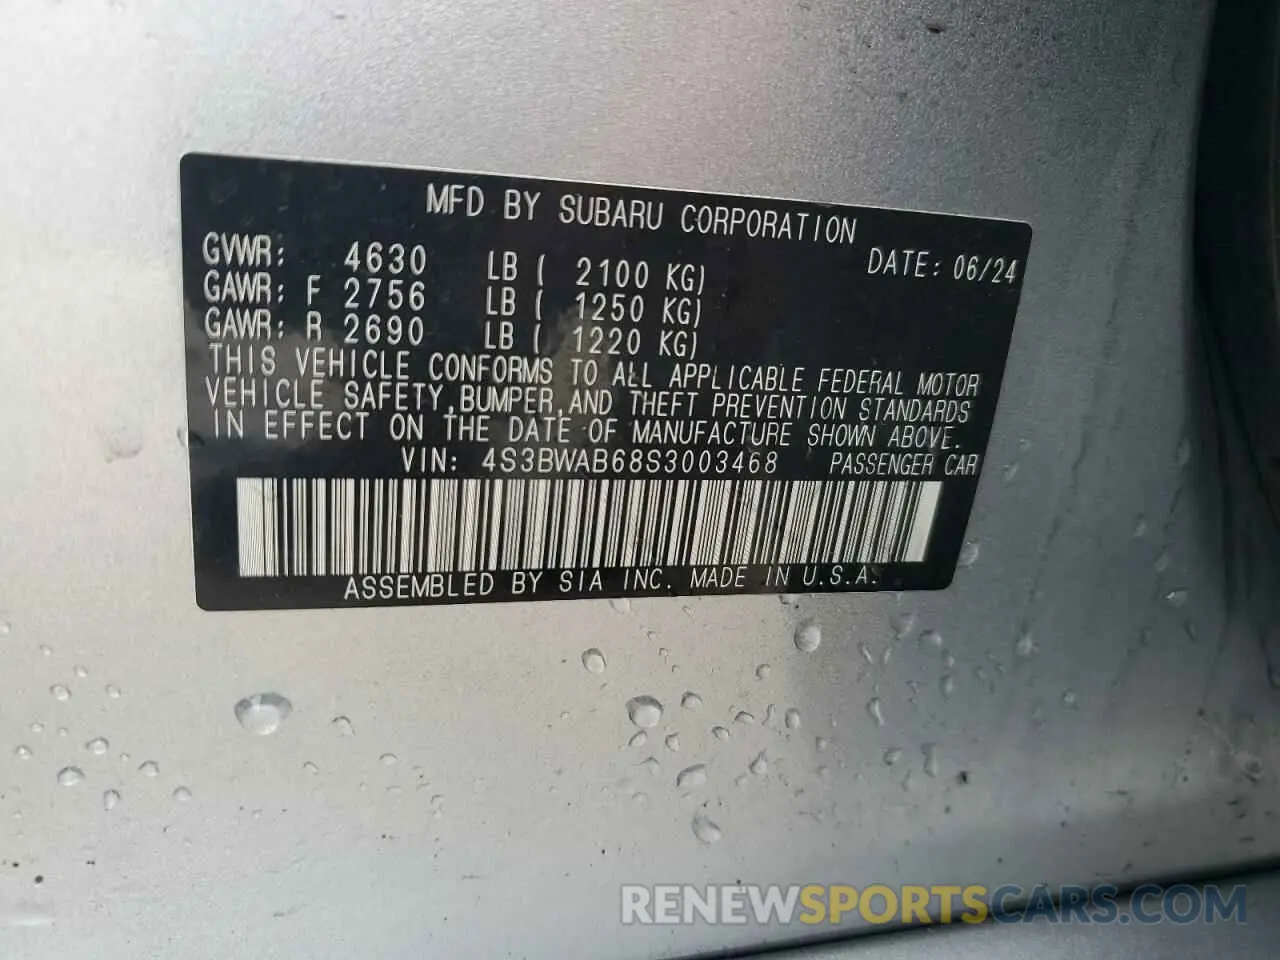 MFD BY SUBARU CORPORATION
DATE: 06/24
GVWR: 4630 LB ( 2100 KG)
GAWR: F 2756 LB ( 1250 KG)
GAWR: R 2690 LB ( 1220 KG)
THIS VEHICLE CONFORMS TO ALL APPLICABLE FEDERAL MOTOR
VEHICLE SAFETY,BUMPER,AND THEFT PREVENTION STANDARDS
IN EFFECT ON THE DATE OF MANUFACTURE SHOWN ABOVE.
VIN: 4S3BWAB68S3003468 PASSENGER CAR
ASSEMBLED BY SIA INC. MADE IN U.S.A.
RENEWSPORTSCARS.COM